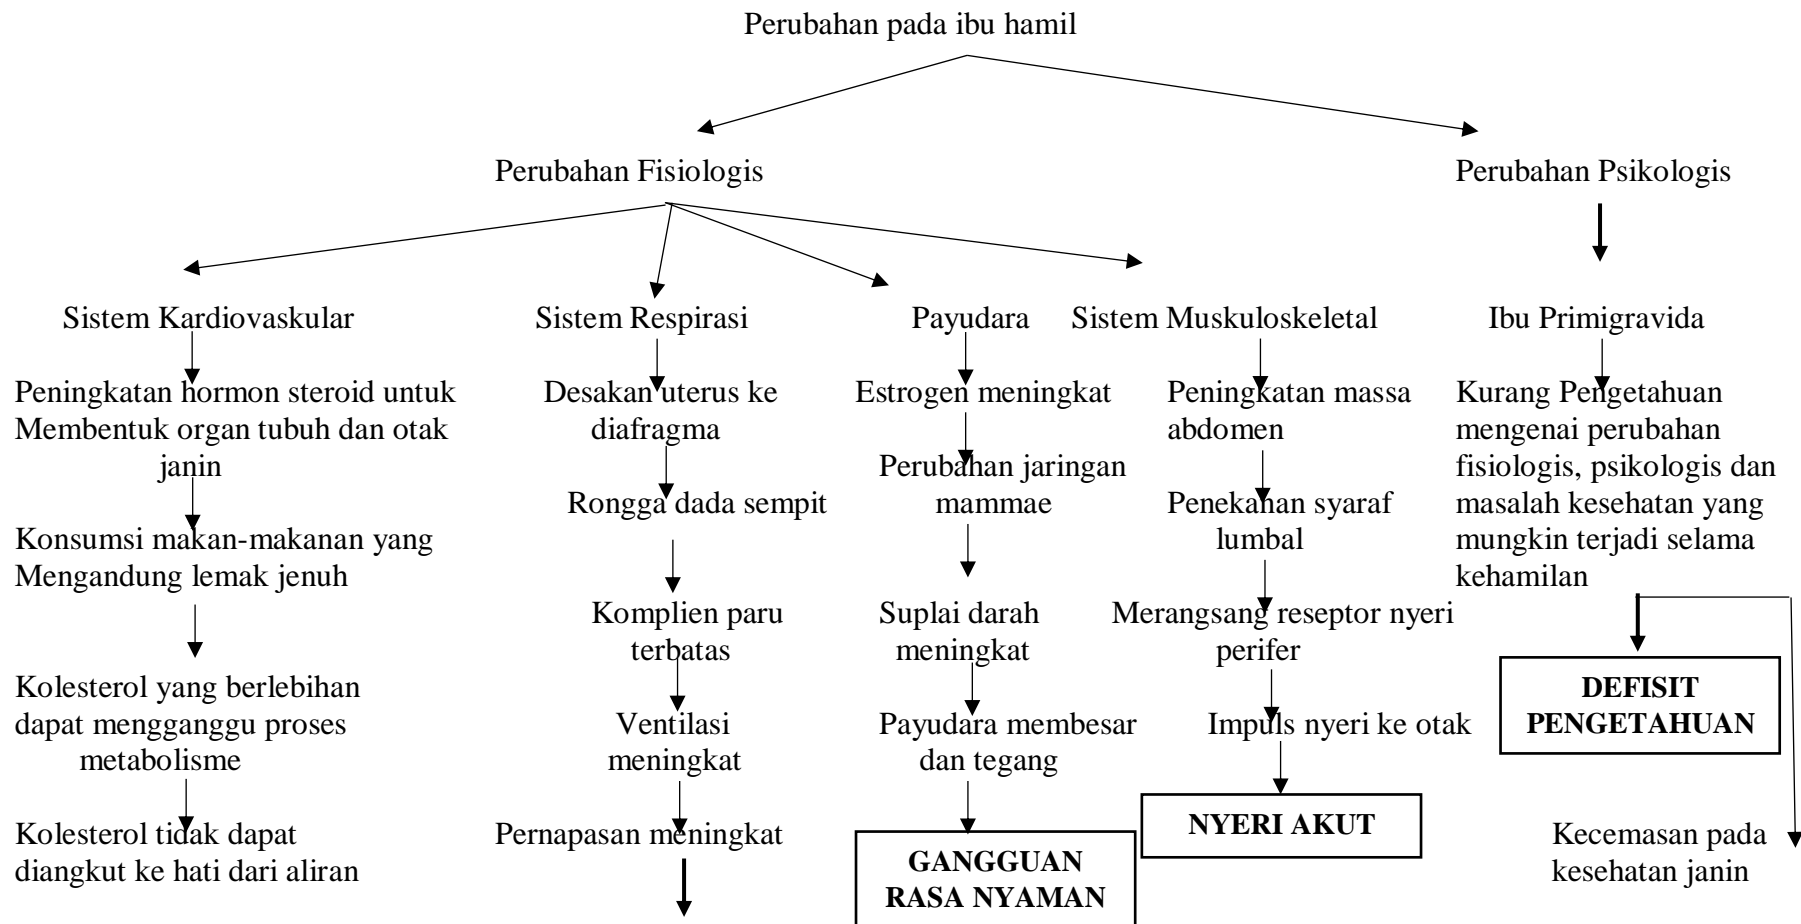 Perubahan pada ibu hamil
Perubahan Fisiologis
Perubahan Psikologis
Sistem Kardiovaskular
Peningkatan hormon steroid untuk
Membentuk organ tubuh dan otak
janin
Konsumsi makan-makanan yang
Mengandung lemak jenuh
Kolesterol yang berlebihan
dapat mengganggu proses
metabolisme
Kolesterol tidak dapat
diangkut ke hati dari aliran
Sistem Respirasi
Desakan uterus ke
diafragma
Rongga dada sempit
Komplien paru
terbatas
Ventilasi
meningkat
Pernapasan meningkat
Payudara
Estrogen meningkat
Perubahan jaringan
mammae
Suplai darah
meningkat
Payudara membesar
dan tegang
GANGGUAN
RASA NYAMAN
Sistem Muskuloskeletal
Peningkatan massa
abdomen
Penekanan syaraf
lumbal
Merangsang reseptor nyeri
perifer
Impuls nyeri ke otak
NYERI AKUT
Ibu Primigravida
Kurang Pengetahuan
mengenai perubahan
fisiologis, psikologis dan
masalah kesehatan yang
mungkin terjadi selama
kehamilan
DEFISIT
PENGETAHUAN
Kecemasan pada
kesehatan janin